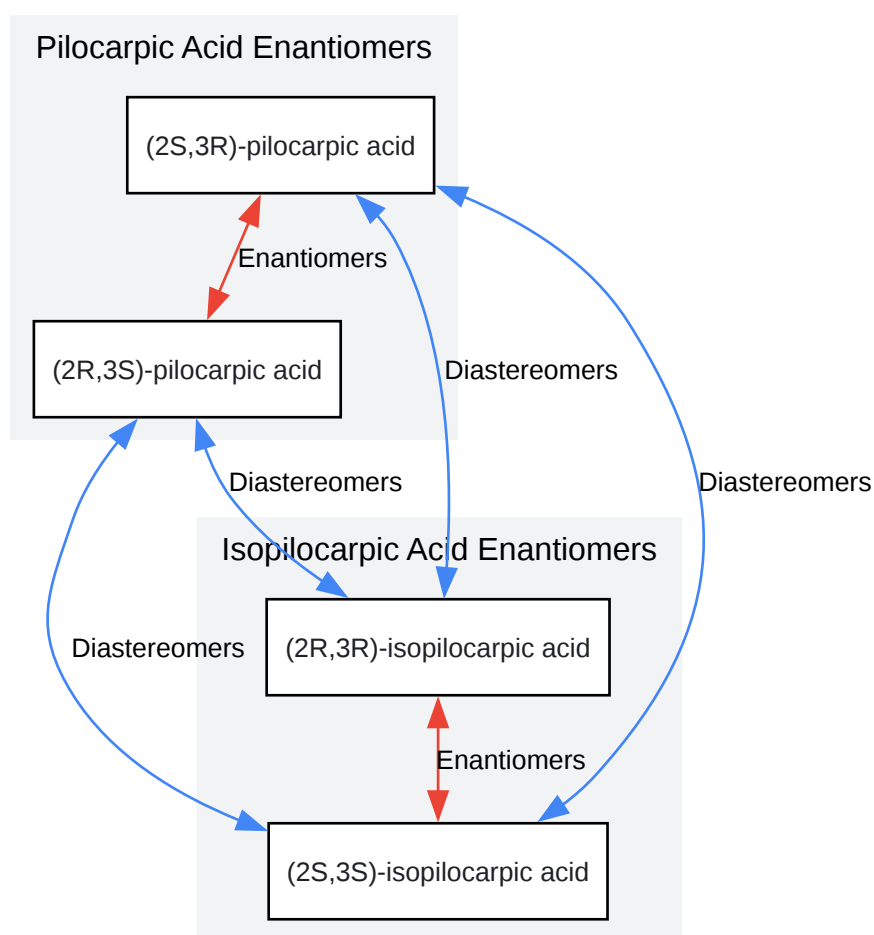 Pilocarpic Acid Enantiomers
(2S,3R)-pilocarpic acid
Enantiomers
(2R,3S)-pilocarpic acid
Diastereomers
Diastereomers
Diastereomers
Isopilocarpic Acid Enantiomers
(2R,3R)-isopilocarpic acid
Diastereomers
Enantiomers
(2S,3S)-isopilocarpic acid